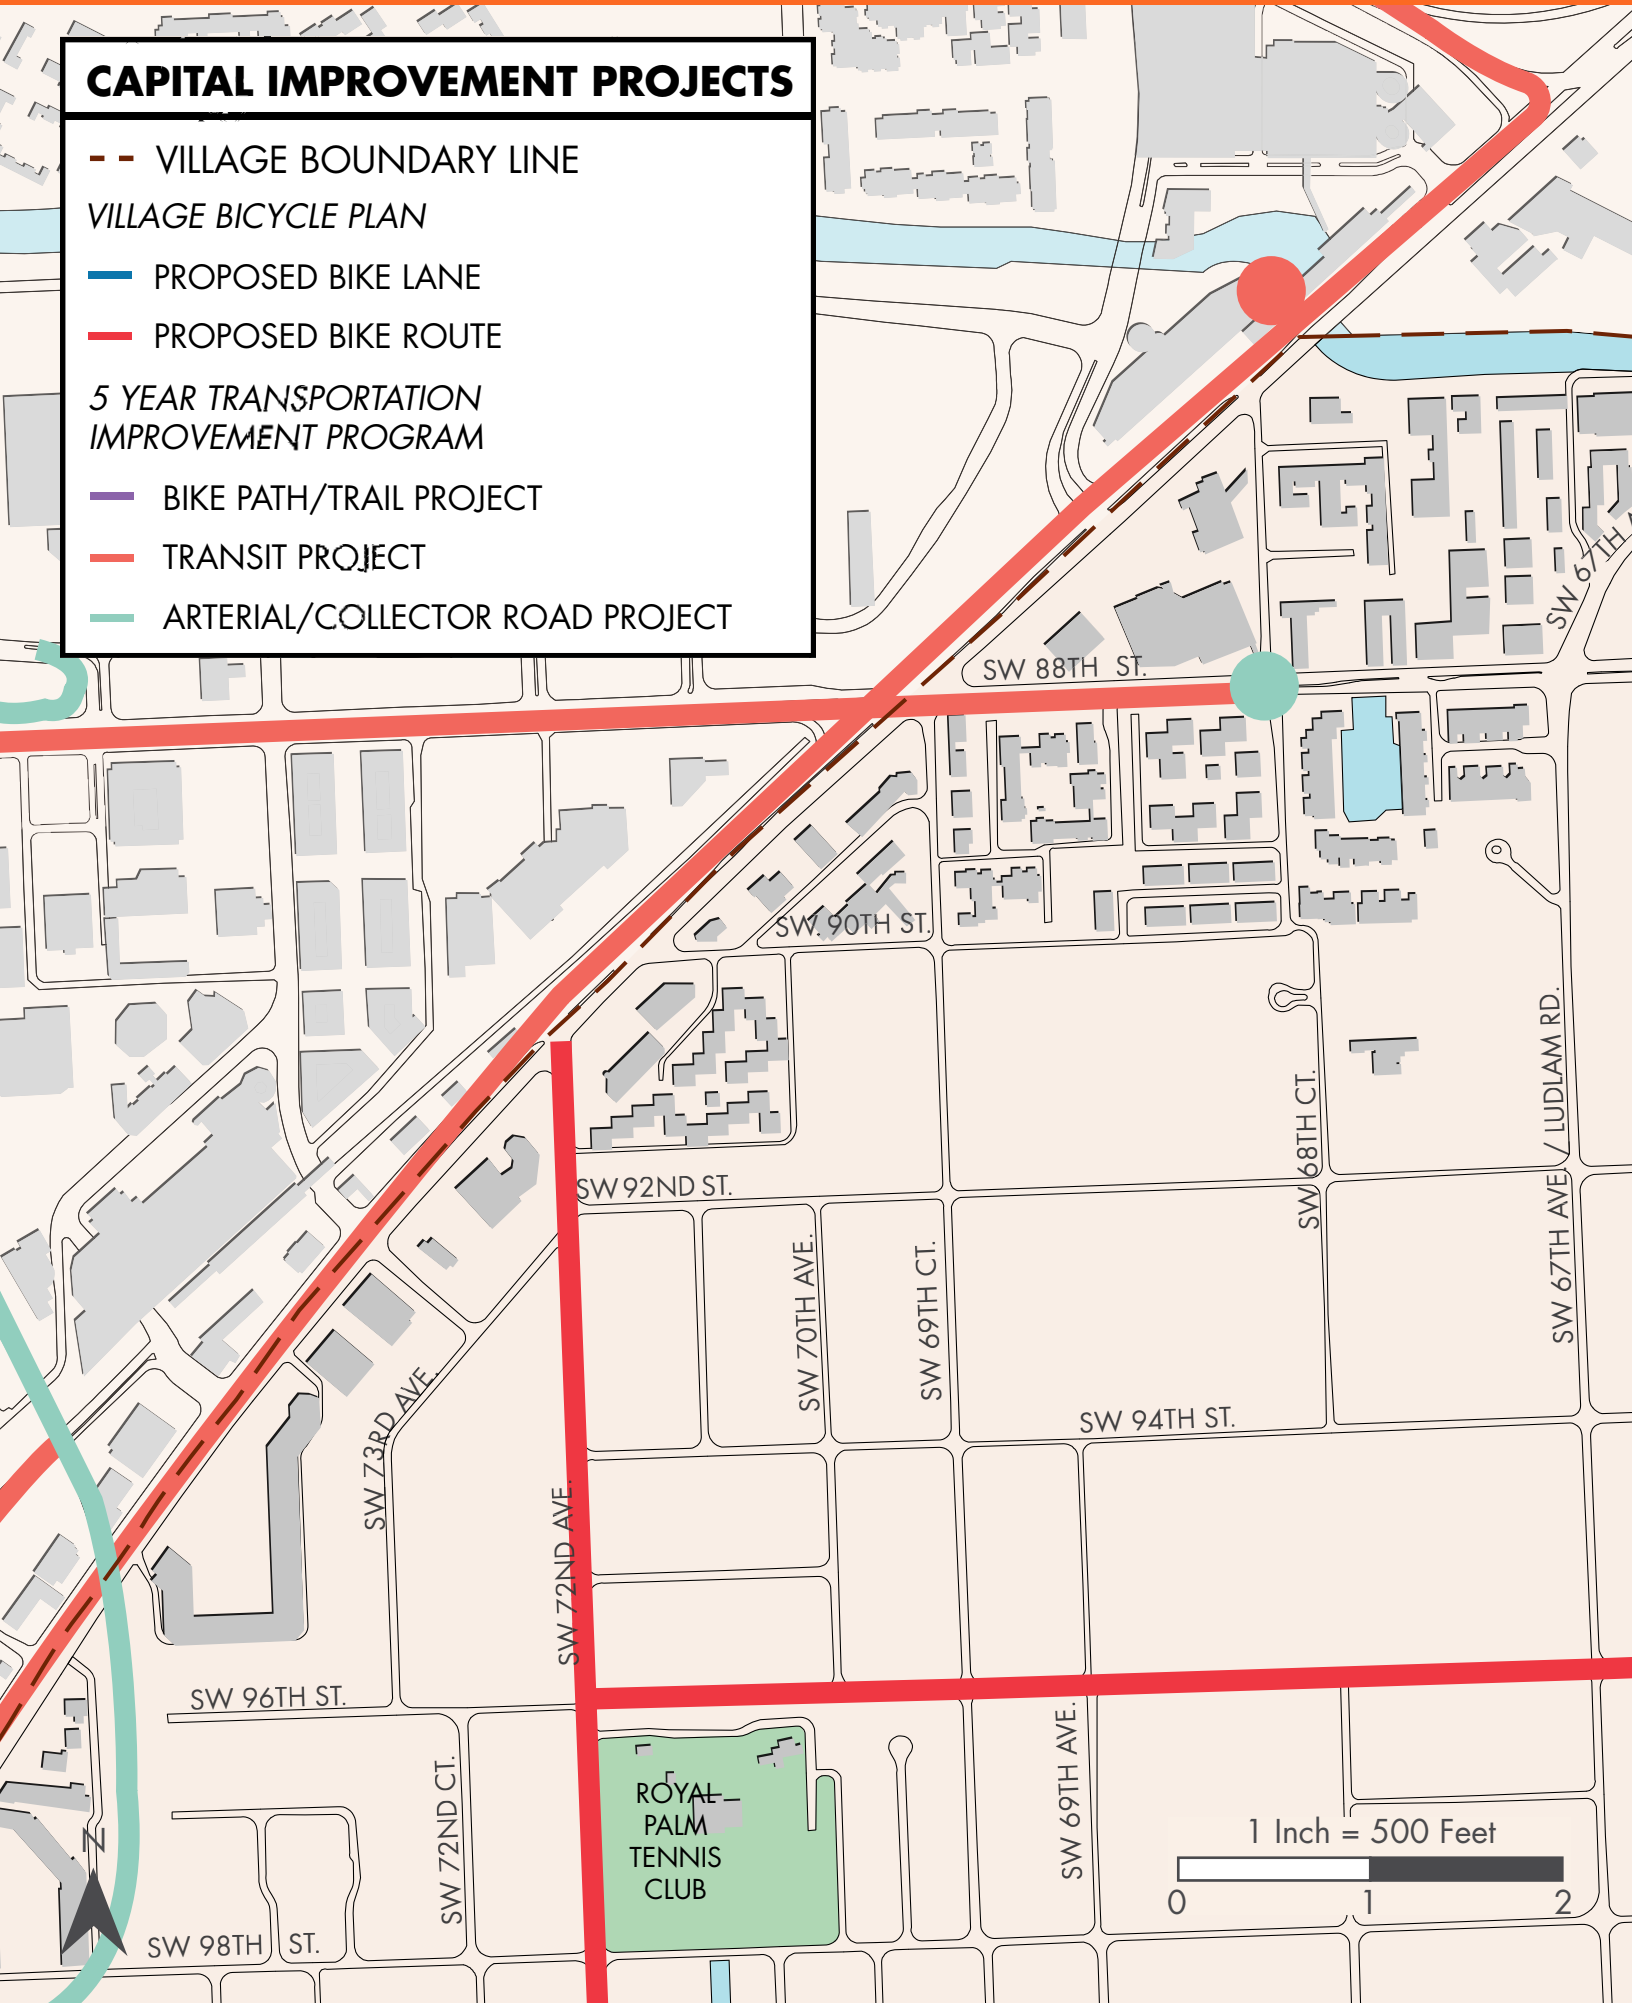 CAPITAL IMPROVEMENT PROJECTS
VILLAGE BOUNDARY LINE
VILLAGE BICYCLE PLAN
PROPOSED BIKE LANE
PROPOSED BIKE ROUTE
5 YEAR TRANSPORTATION
IMPROVEMENT PROGRAM
BIKE PATH/TRAIL PROJECT
TRANSIT PROJECT
ARTERIAL/COLLECTOR ROAD PROJECT
SW 67TH
SW 88TH ST.
SW 90TH ST.
SW 92ND ST.
SW 68TH CT.
SW 67TH AVE. / LUDLAM RD.
SW 70TH AVE.
SW 69TH CT.
SW 73RD AVE.
SW 94TH ST.
SW 72ND AVE.
SW 96TH ST.
SW 72ND CT.
SW 69TH AVE.
ROYAL
PALM
TENNIS
CLUB
1 Inch = 500 Feet
0 1 2
N
SW 98TH ST.